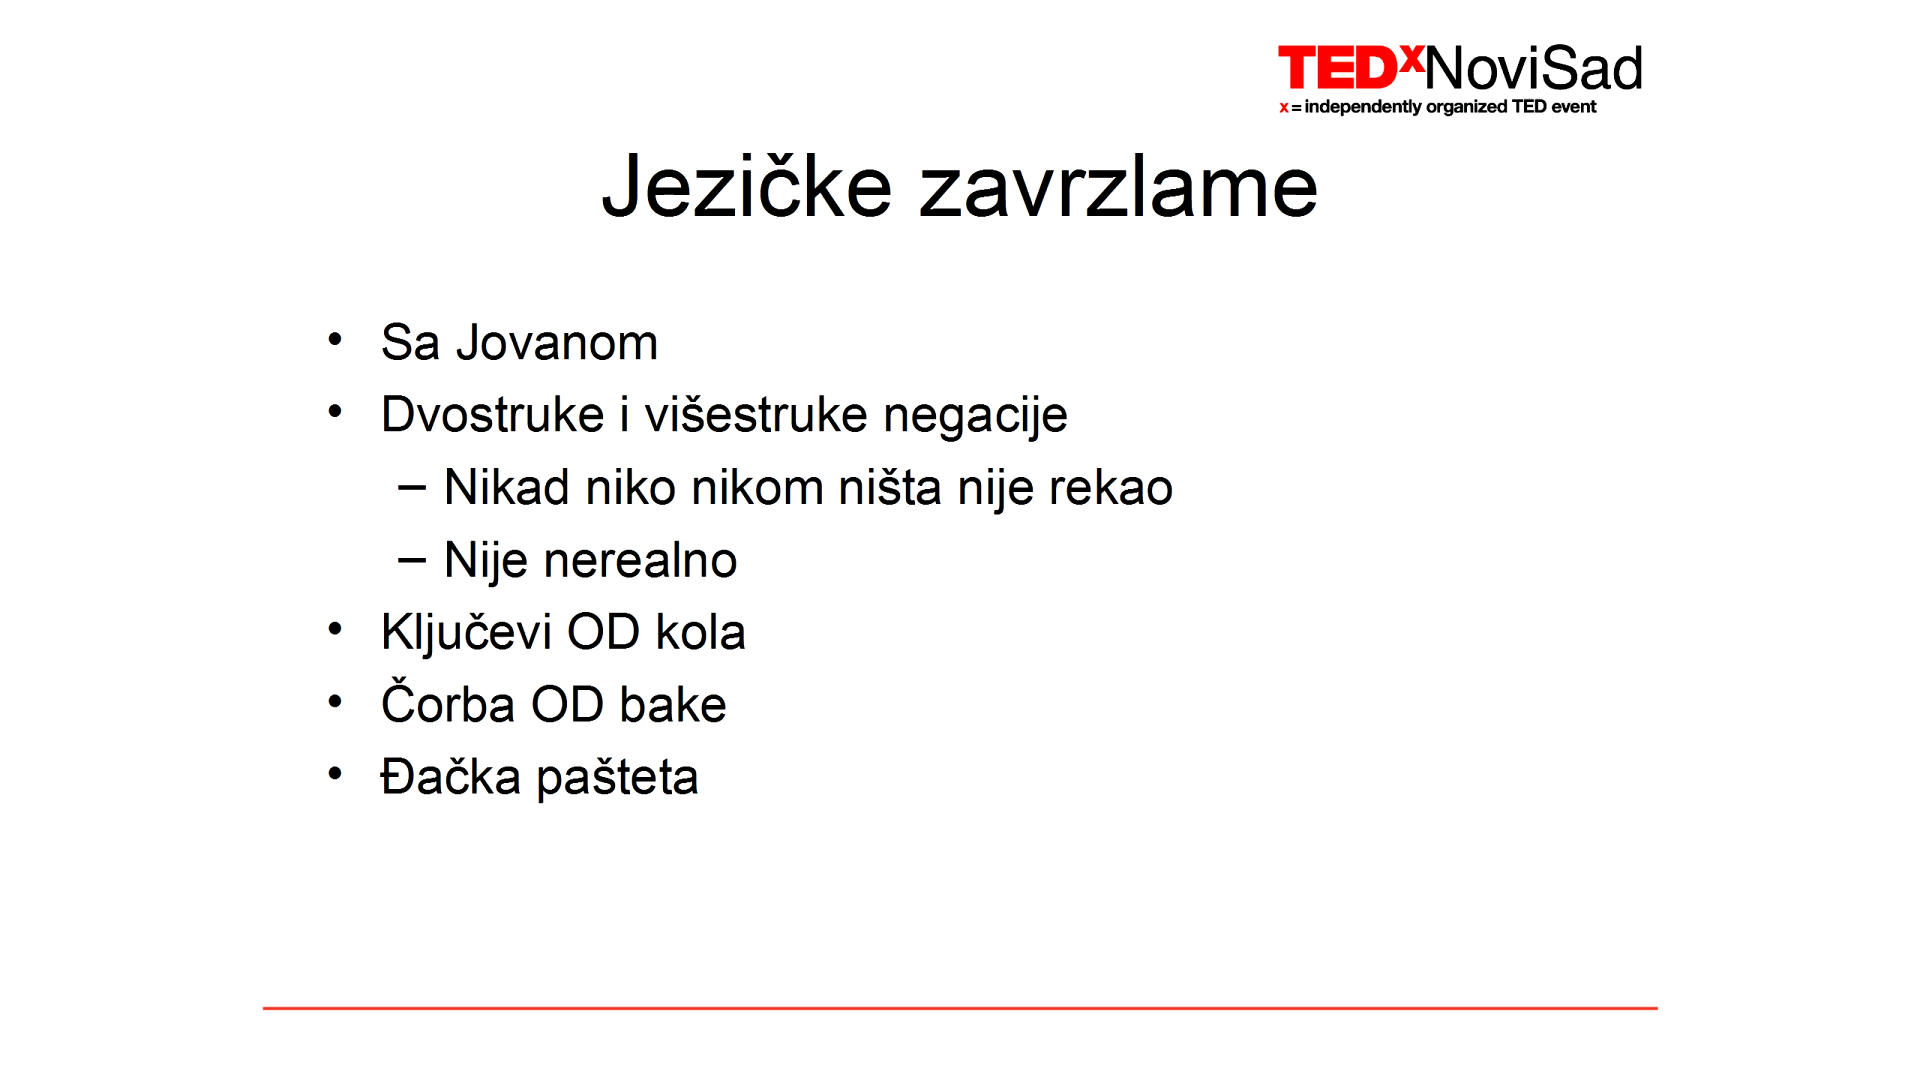 TEDxNoviSad
x = independently organized TED event
Jezičke zavrzlame
• Sa Jovanom
• Dvostruke i višestruke negacije
– Nikad niko nikom ništa nije rekao
– Nije nerealno
• Ključevi OD kola
• Čorba OD bake
• Đačka pašteta